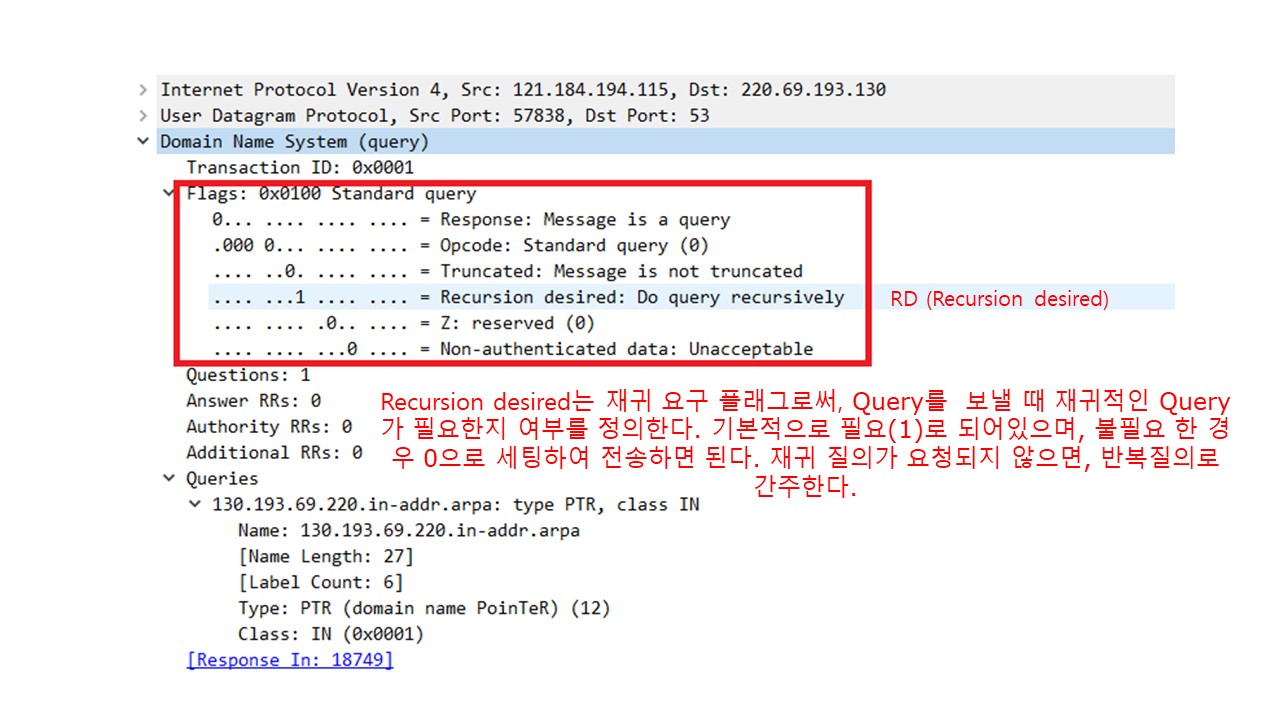 Internet Protocol Version 4, Src: 121.184.194.115, Dst: 220.69.193.130
User Datagram Protocol, Src Port: 57838, Dst Port: 53
Domain Name System (query)
Transaction ID: 0x0001
Flags: 0x0100 Standard query
0... .... .... .... = Response: Message is a query
.000 0... .... .... = Opcode: Standard query (0)
.... ..0. .... .... = Truncated: Message is not truncated
.... ...1 .... .... = Recursion desired: Do query recursively
RD (Recursion desired)
.... .... .0.. .... = Z: reserved (0)
.... .... ...0 .... = Non-authenticated data: Unacceptable
Questions: 1
Answer RRs: 0
Authority RRs: 0
Additional RRs: 0
Recursion desired는 재귀 요구 플래그로써, Query를 보낼 때 재귀적인 Query
가 필요한지 여부를 정의한다. 기본적으로 필요(1)로 되어있으며, 불필요 한 경
우 0으로 세팅하여 전송하면 된다. 재귀 질의가 요청되지 않으면, 반복질의로
간주한다.
Queries
130.193.69.220.in-addr.arpa: type PTR, class IN
Name: 130.193.69.220.in-addr.arpa
[Name Length: 27]
[Label Count: 6]
Type: PTR (domain name PoinTeR) (12)
Class: IN (0x0001)
[Response In: 18749]